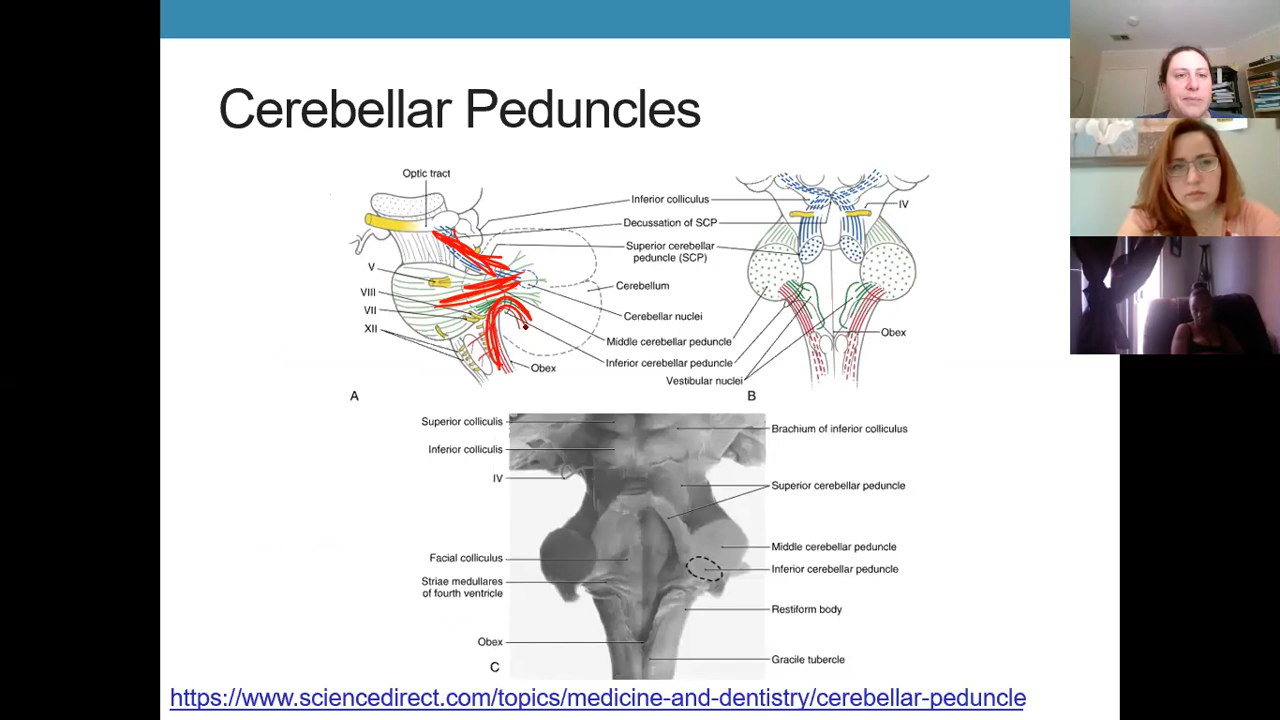 Cerebellar Peduncles
Optic tract
V
VIII
VII
XII
Obex
A
Inferior colliculus
Decussation of SCP
Superior cerebellar
peduncle (SCP)
Cerebellum
Cerebellar nuclei
Middle cerebellar peduncle
Inferior cerebellar peduncle
Vestibular nuclei
IV
Obex
B
Superior colliculis
Inferior colliculis
IV
Facial colliculus
Striae medullares
of fourth ventricle
Obex
C
Brachium of inferior colliculus
Superior cerebellar peduncle
Middle cerebellar peduncle
Inferior cerebellar peduncle
Restiform body
Gracile tubercle
https://www.sciencedirect.com/topics/medicine-and-dentistry/cerebellar-peduncle